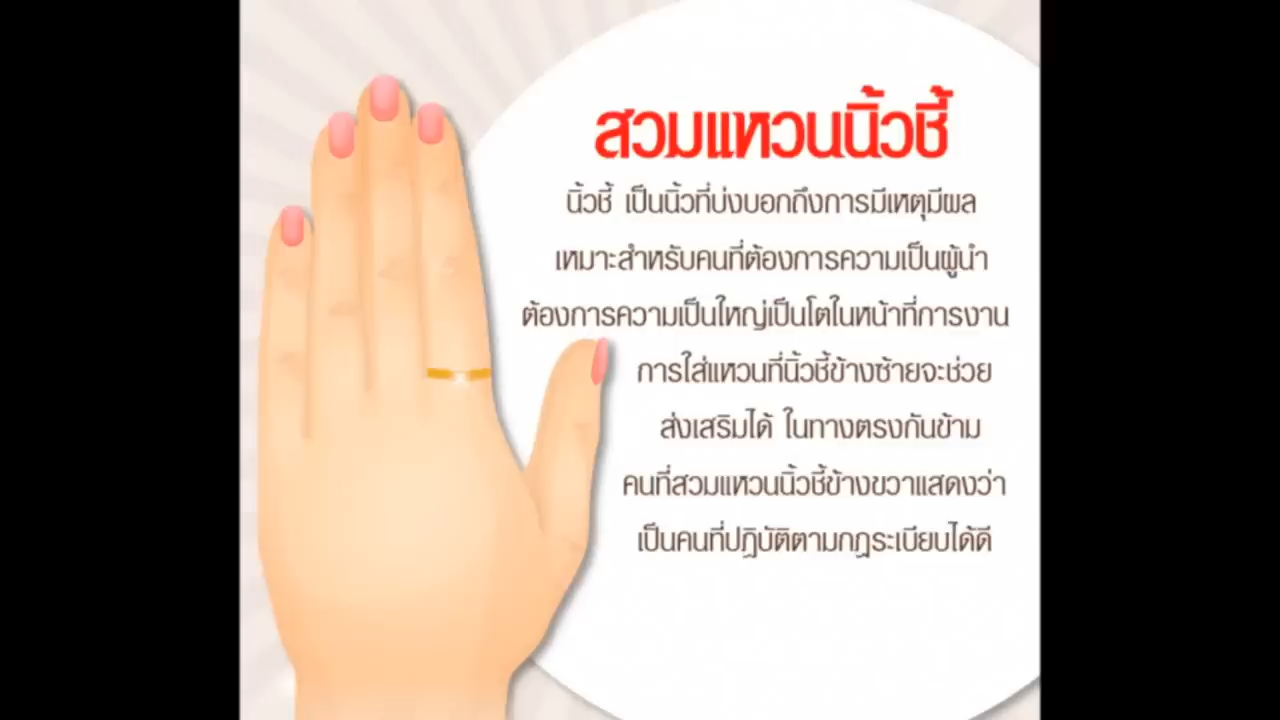 สวมแหวนนิ้วชี้
นิ้วชี้ เป็นนิ้วที่บ่งบอกถึงการมีเหตุมีผล
เหมาะสำหรับคนที่ต้องการความเป็นผู้นำ
ต้องการความเป็นใหญ่เป็นโตในหน้าที่การงาน
การใส่แหวนที่นิ้วชี้ข้างซ้ายจะช่วย
ส่งเสริมได้ ในทางตรงกันข้าม
คนที่สวมแหวนนิ้วชี้ข้างขวาแสดงว่า
เป็นคนที่ปฏิบัติตามกฎระเบียบได้ดี